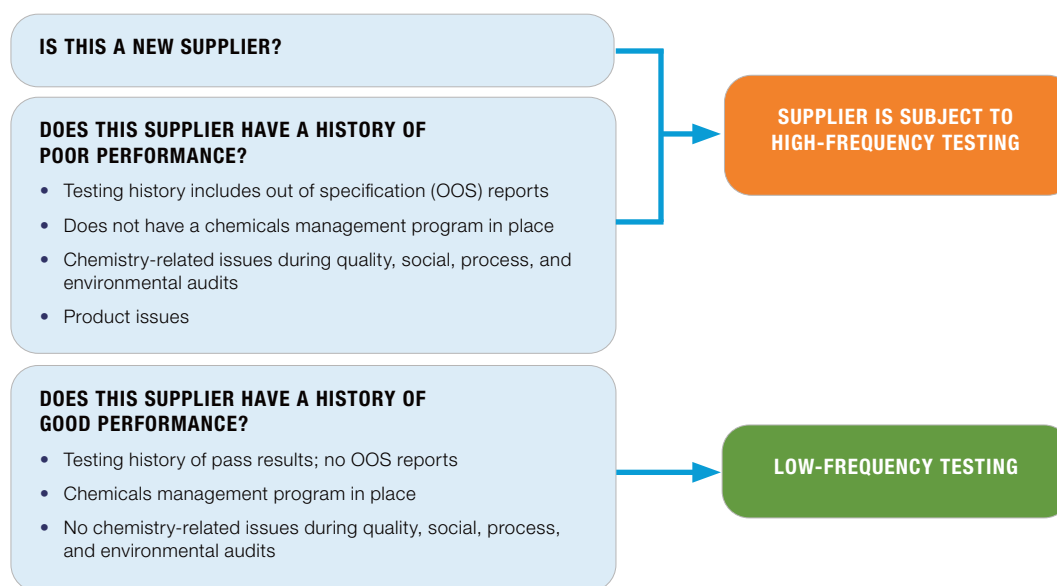 IS THIS A NEW SUPPLIER?
DOES THIS SUPPLIER HAVE A HISTORY OF
POOR PERFORMANCE?
• Testing history includes out of specification (OOS) reports
• Does not have a chemicals management program in place
• Chemistry-related issues during quality, social, process, and
environmental audits
• Product issues
SUPPLIER IS SUBJECT TO
HIGH-FREQUENCY TESTING
DOES THIS SUPPLIER HAVE A HISTORY OF
GOOD PERFORMANCE?
• Testing history of pass results; no OOS reports
• Chemicals management program in place
• No chemistry-related issues during quality, social, process,
and environmental audits
LOW-FREQUENCY TESTING